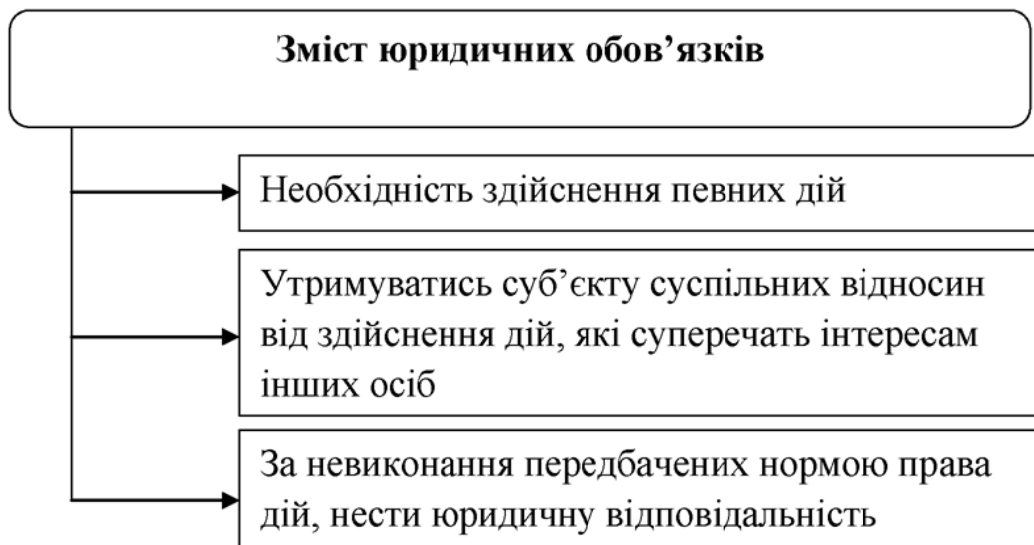 Зміст юридичних обов’язків
Необхідність здійснення певних дій
Утримуватись суб’єкту суспільних відносин
від здійснення дій, які суперечать інтересам
інших осіб
За невиконання передбачених нормою права
дій, нести юридичну відповідальність